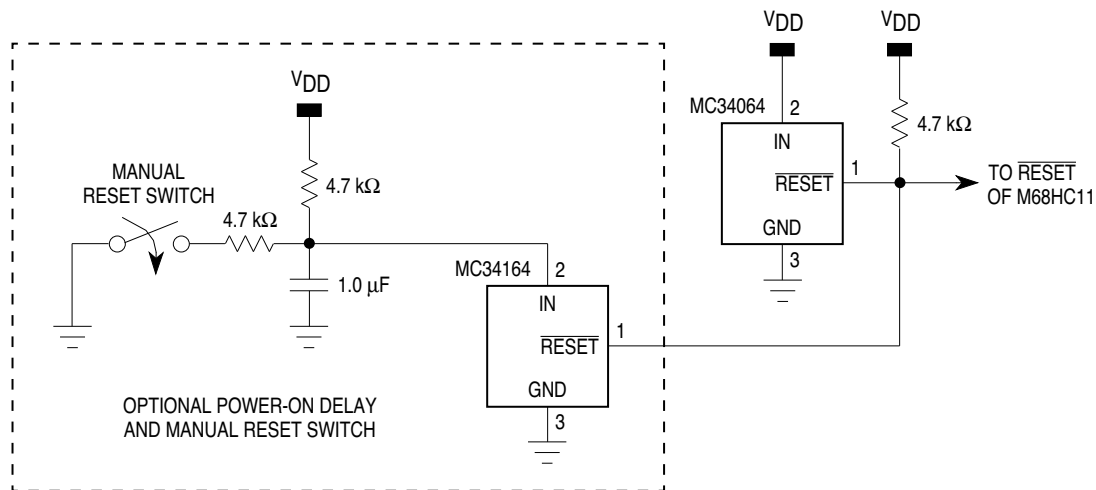 VDD
VDD
MC34064
2
IN
4.7 kΩ
RESET
1
GND
3
TO RESET
OF M68HC11
VDD
4.7 kΩ
MANUAL
RESET SWITCH
4.7 kΩ
1.0 μF
MC34164
2
IN
RESET
1
GND
3
OPTIONAL POWER-ON DELAY
AND MANUAL RESET SWITCH